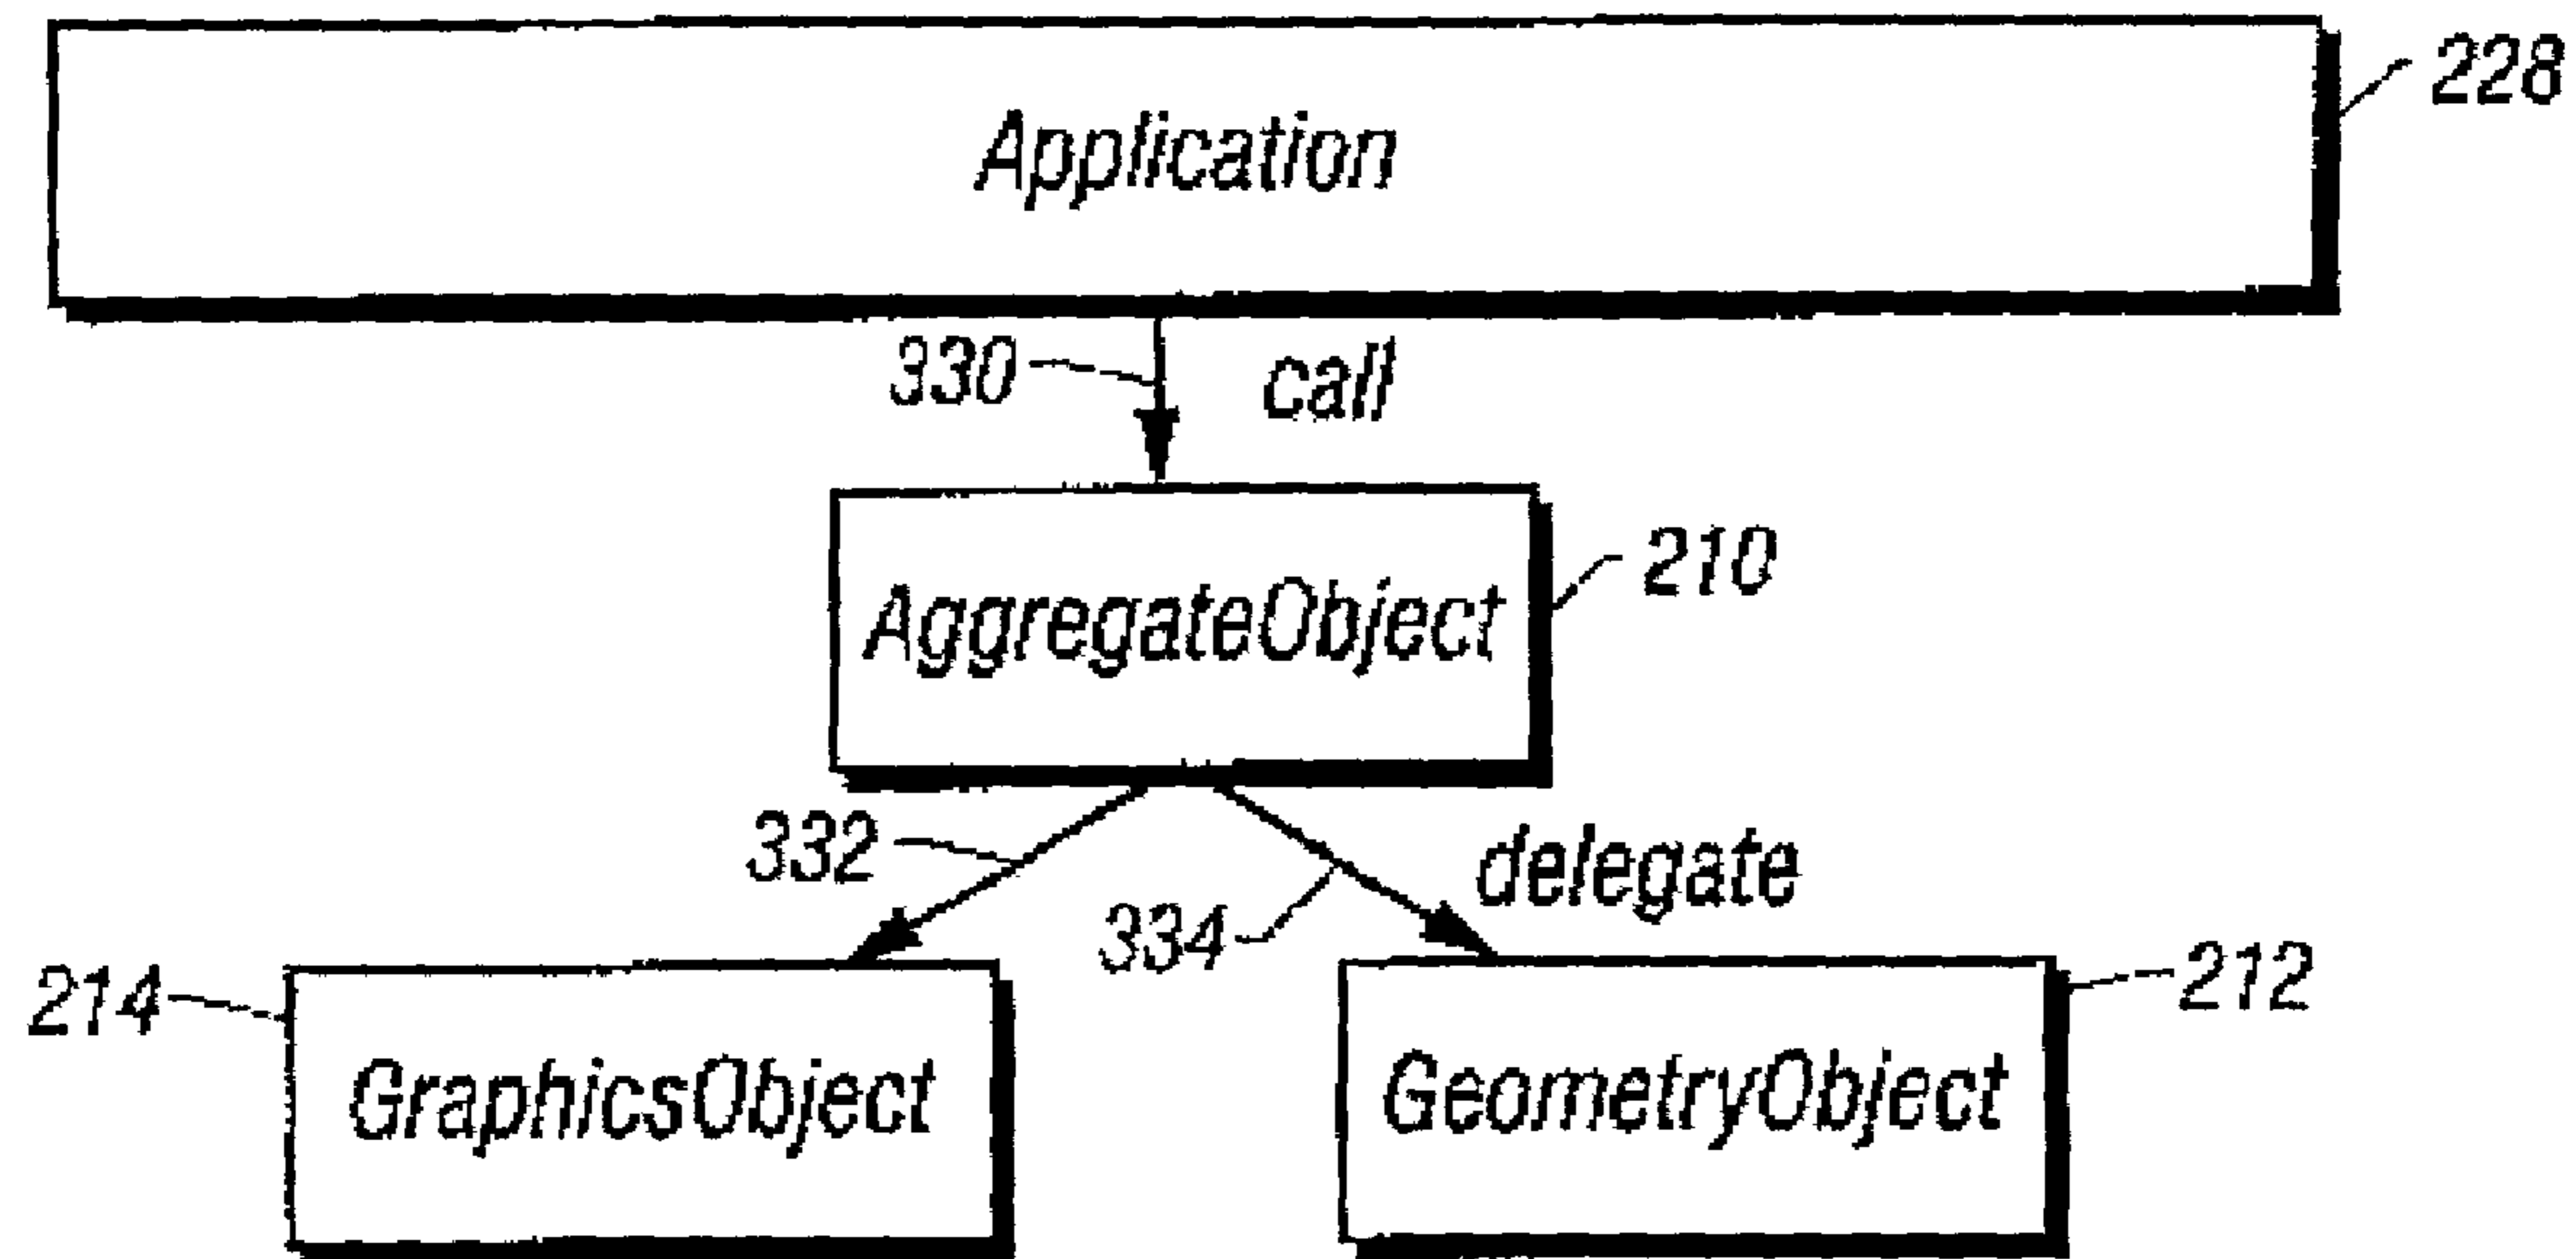 Application
228
330
call
AggregateObject
210
332
334
delegate
214
GraphicsObject
GeometryObject
212